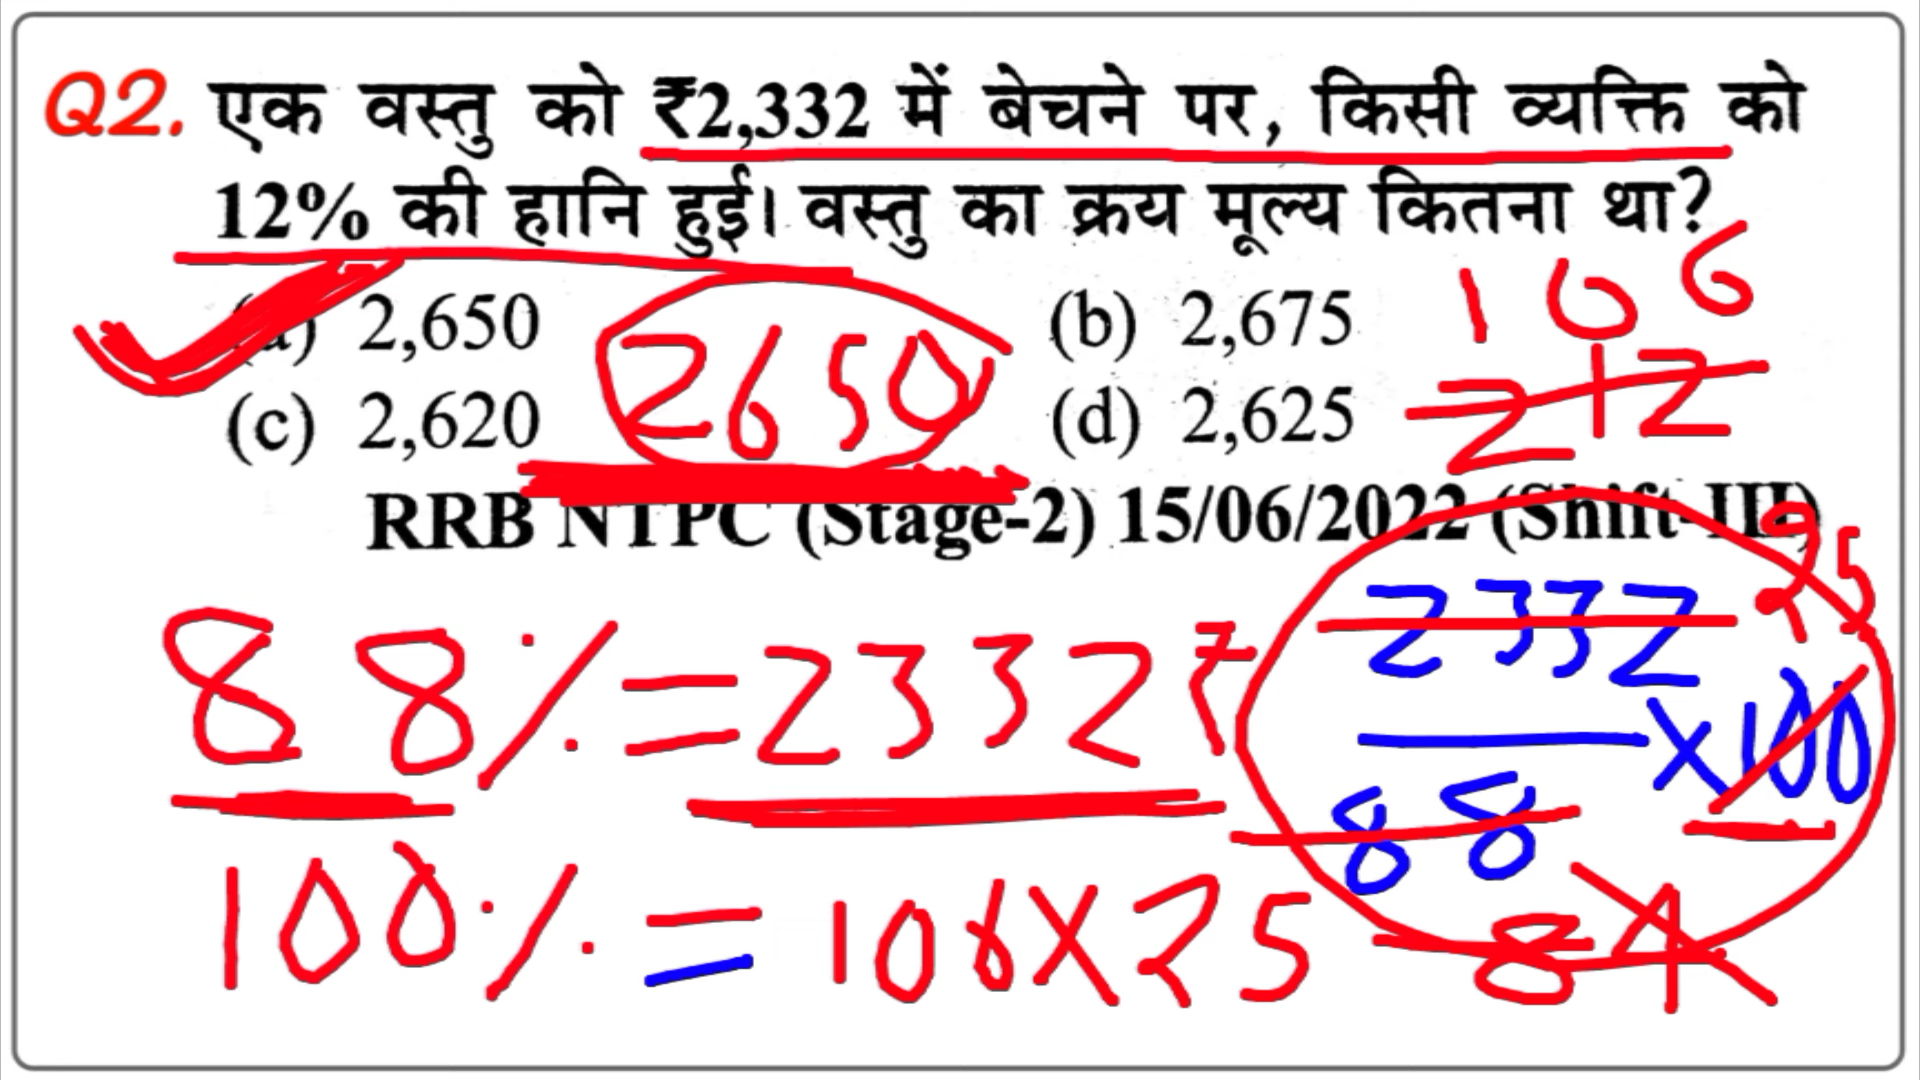 Q2. एक वस्तु को ₹2,332 में बेचने पर, किसी व्यक्ति को
12% की हानि हुई। वस्तु का क्रय मूल्य कितना था?
(a) 2,650 (b) 2,675
(c) 2,620 (d) 2,625
2650
106
212
RRB NTPC (Stage-2) 15/06/2022 (Shift-III)
88% = 2332 ₹
2332 25
×100
88
100% = 106×25
8 4